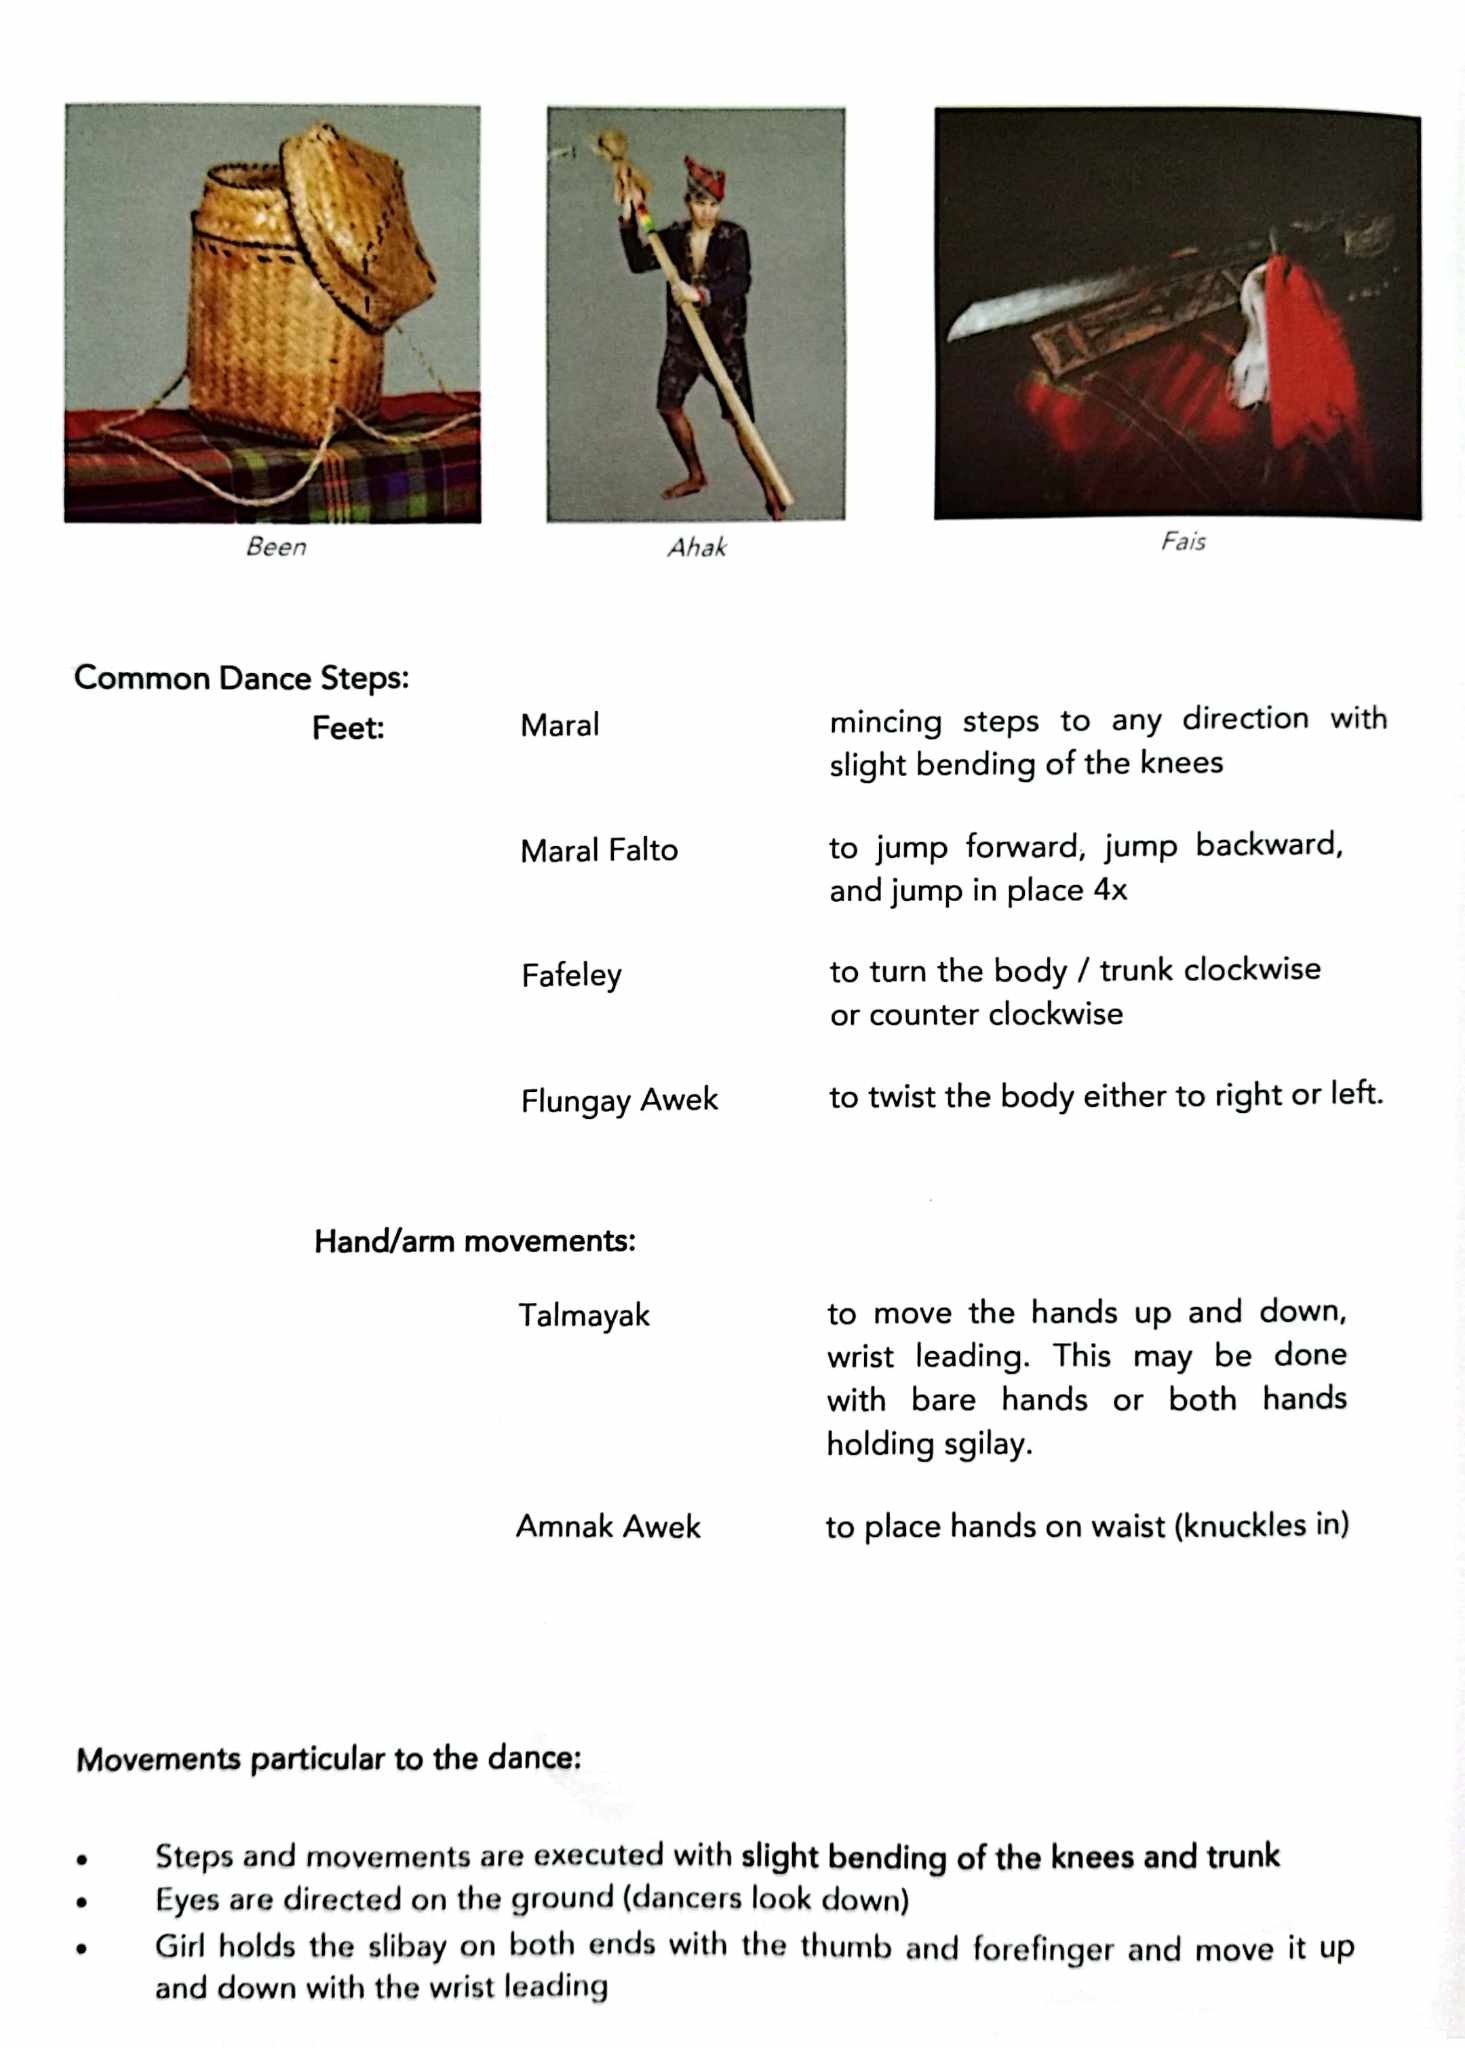 Been
Ahak
Fais
Common Dance Steps:
Feet:
Maral
mincing steps to any direction with
slight bending of the knees
Maral Falto
to jump forward, jump backward,
and jump in place 4x
Fafeley
to turn the body / trunk clockwise
or counter clockwise
Flungay Awek
to twist the body either to right or left.
Hand/arm movements:
Talmayak
to move the hands up and down,
wrist leading. This may be done
with bare hands or both hands
holding sgilay.
Amnak Awek
to place hands on waist (knuckles in)
Movements particular to the dance:
• Steps and movements are executed with slight bending of the knees and trunk
• Eyes are directed on the ground (dancers look down)
• Girl holds the slibay on both ends with the thumb and forefinger and move it up
and down with the wrist leading